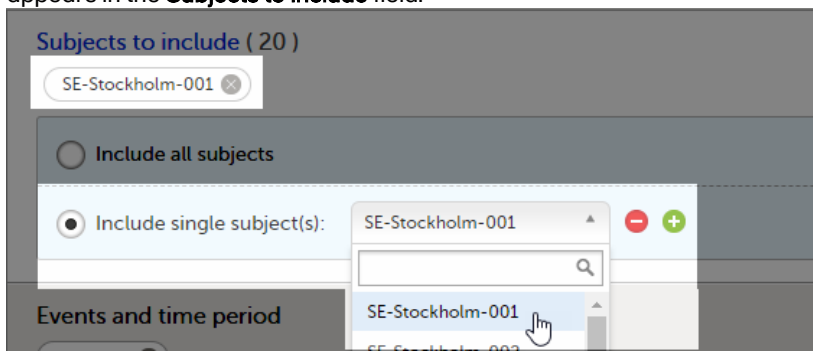 Subjects to include ( 20 )
SE-Stockholm-001
Include all subjects
Include single subject(s):
SE-Stockholm-001
SE-Stockholm-001
Events and time period